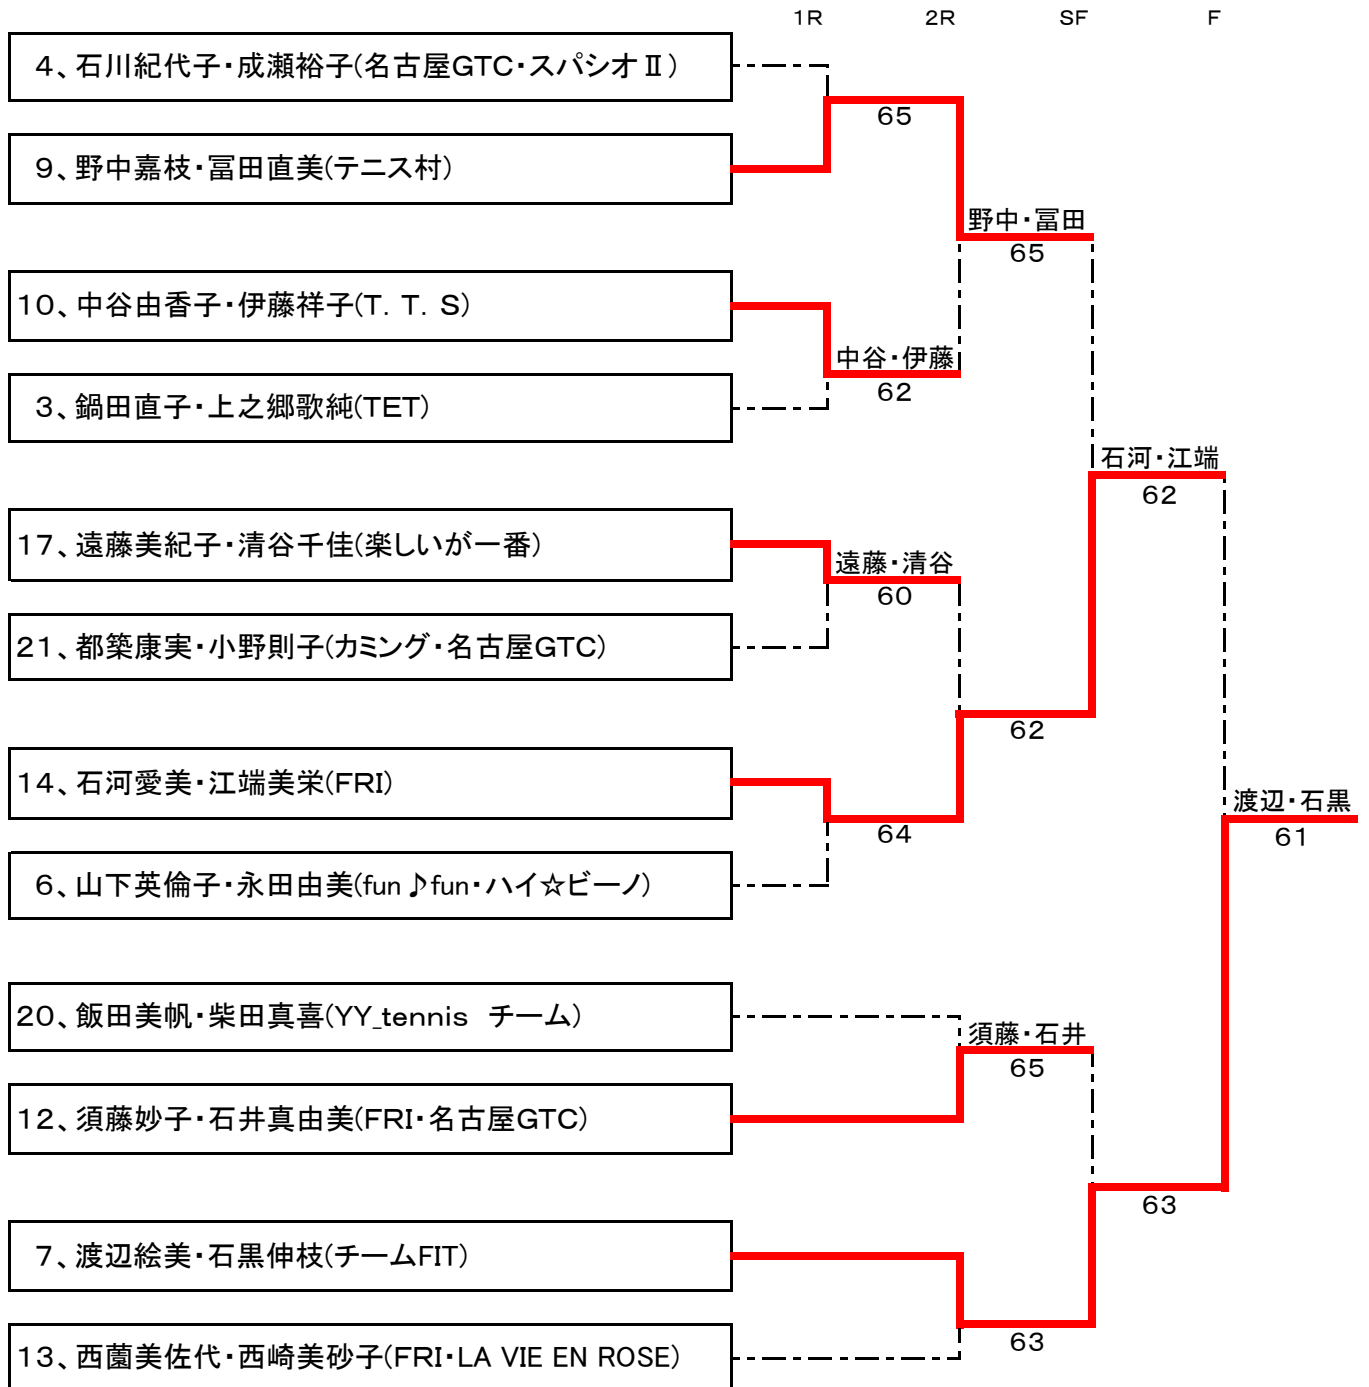 1R 2R SF F
4、石川紀代子・成瀬裕子(名古屋GTC・スパシオⅡ)
65
9、野中嘉枝・冨田直美(テニス村)
野中・冨田
65
10、中谷由香子・伊藤祥子(T. T. S)
中谷・伊藤
62
3、鍋田直子・上之郷歌純(TET)
石河・江端
62
17、遠藤美紀子・清谷千佳(楽しいが一番)
遠藤・清谷
60
21、都築康実・小野則子(カミング・名古屋GTC)
62
14、石河愛美・江端美栄(FRI)
渡辺・石黒
61
64
6、山下英倫子・永田由美(fun♪fun・ハイ☆ビーノ)
20、飯田美帆・柴田真喜(YY_tennis チーム)
須藤・石井
65
12、須藤妙子・石井真由美(FRI・名古屋GTC)
63
7、渡辺絵美・石黒伸枝(チームFIT)
63
13、西薗美佐代・西崎美砂子(FRI・LA VIE EN ROSE)